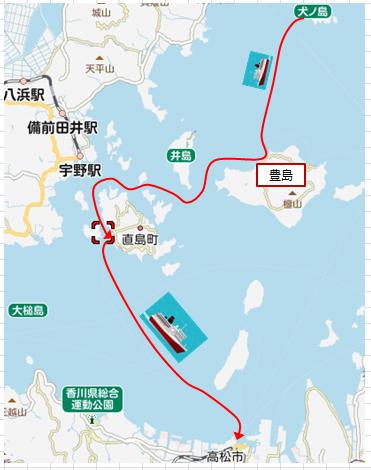 犬ノ島
城山
天平山
八浜駅
備前田井駅
宇野駅
井島
豊島
檀山
直島町
大槌島
香川県総合
運動公園
高松市